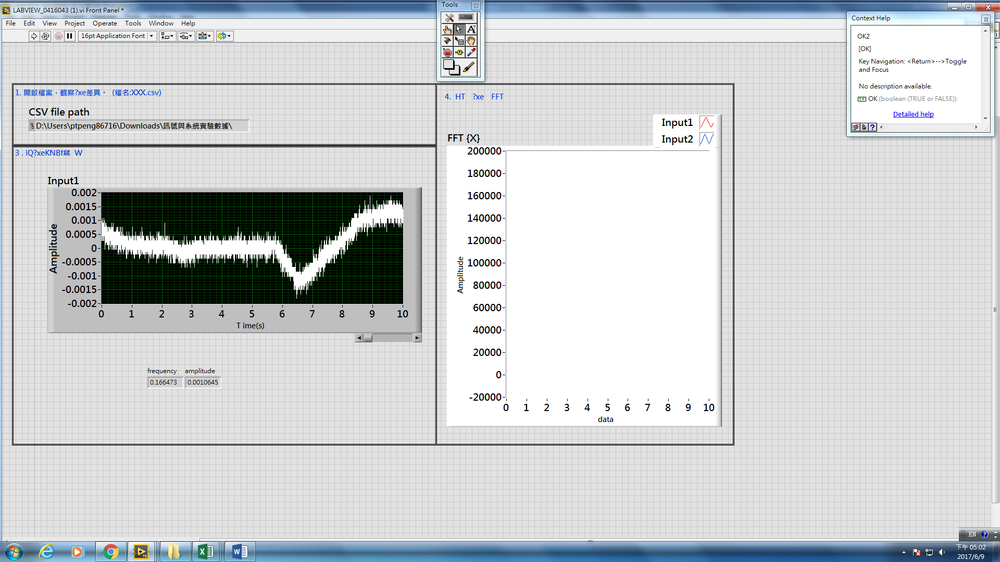 LABVIEW_0416043 (1).vi Front Panel *
File Edit View Project Operate Tools Window Help
16pt Application Font
Tools
Context Help
OK2
[OK]
Key Navigation: <Return>-->Toggle
and Focus
No description available.
TF OK (boolean (TRUE or FALSE))
Detailed help
1. 開啟檔案，觀察?xe差異。 (檔名:XXX.csv)
CSV file path
D:\Users\ptpeng86716\Downloads\訊號與系統實驗數據\
3 . iQ?xeKNBf綈 W
Input1
Amplitude
0.002
0.0015
0.001
0.0005
0
-0.0005
-0.001
-0.0015
-0.002
0 1 2 3 4 5 6 7 8 9 10
T ime(s)
frequency amplitude
0.166473 0.0010645
4. HT ?xe FFT
Input1
Input2
FFT {X}
Amplitude
200000
180000
160000
140000
120000
100000
80000
60000
40000
20000
0
-20000
0 1 2 3 4 5 6 7 8 9 10
data
EN
下午 05:02
2017/6/9